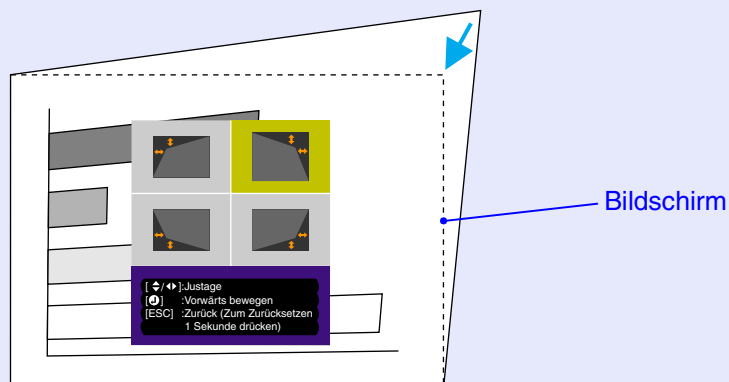 Bildschirm
[ ⬍/⬌ ]:Justage
[⏎] :Vorwärts bewegen
[ESC] :Zurück (Zum Zurücksetzen
1 Sekunde drücken)